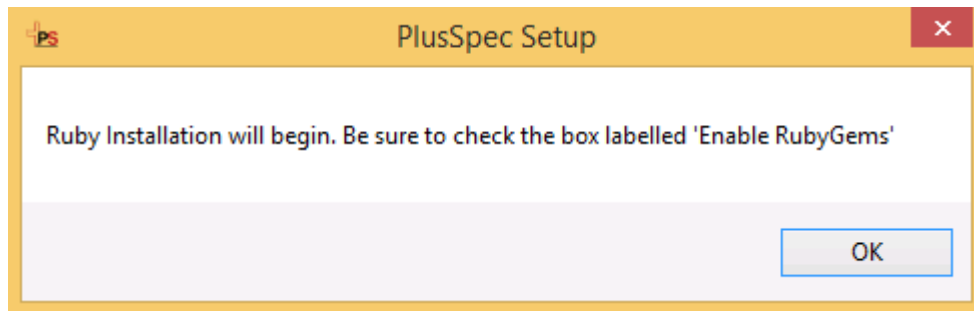 PS
PlusSpec Setup
Ruby Installation will begin. Be sure to check the box labelled 'Enable RubyGems'
OK